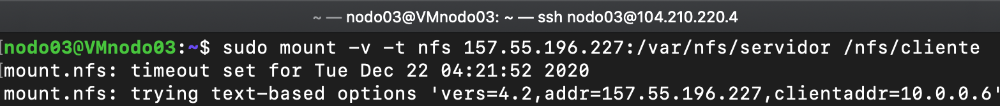 ~ — nodo03@VMnodo03: ~ — ssh nodo03@104.210.220.4
[nodo03@VMnodo03:~$ sudo mount -v -t nfs 157.55.196.227:/var/nfs/servidor /nfs/cliente
[mount.nfs: timeout set for Tue Dec 22 04:21:52 2020
mount.nfs: trying text-based options 'vers=4.2,addr=157.55.196.227,clientaddr=10.0.0.6'